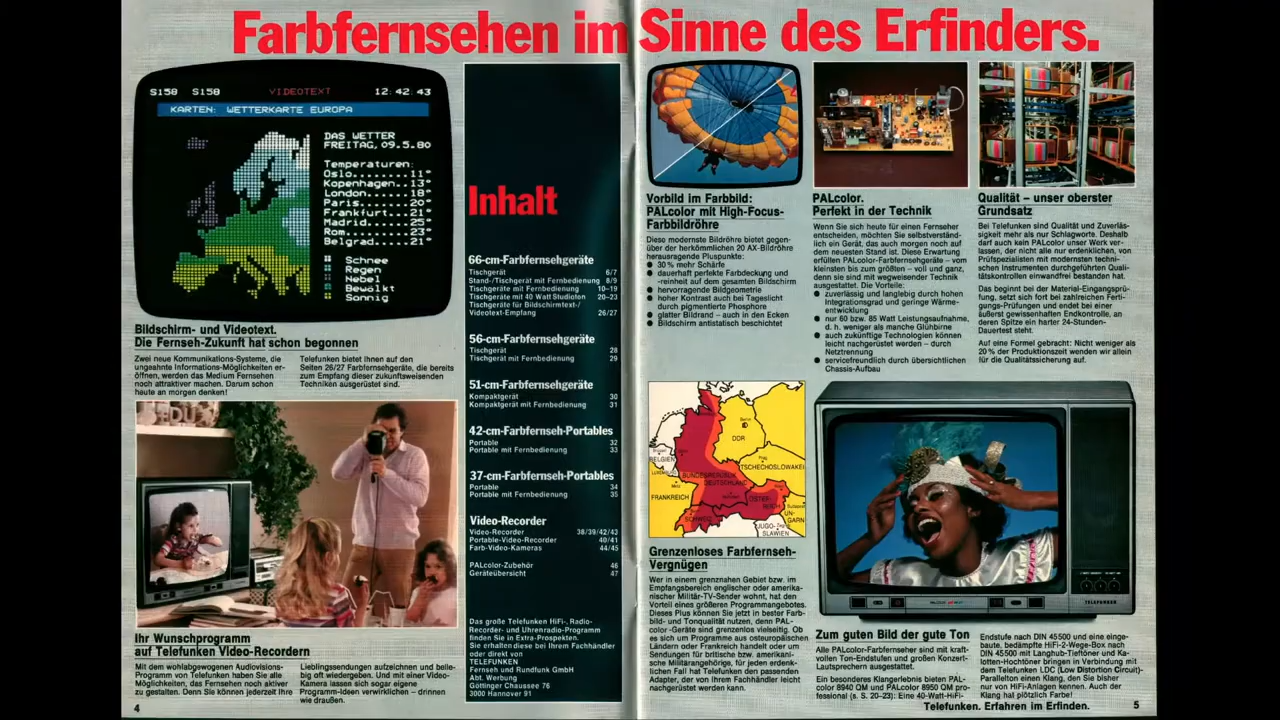 Farbfernsehen im Sinne des Erfinders.
S158 S158 VIDEOTEXT 12:42:43
KARTEN: WETTERKARTE EUROPA
DAS WETTER
FREITAG, 09.5.80
Temperaturen:
Oslo.......11°
Kopenhagen..13°
London......18°
Paris.......20°
Frankfurt...21°
Madrid......25°
Rom.........23°
Belgrad.....21°
Schnee
Regen
Nebel
Bewölkt
Sonnig
Bildschirm- und Videotext.
Die Fernseh-Zukunft hat schon begonnen
Zwei neue Kommunikations-Systeme, die
ungeahnte Informations-Möglichkeiten er-
öffnen, werden das Medium Fernsehen
noch attraktiver machen. Darum schon
heute an morgen denken!
Telefunken bietet Ihnen auf den
Seiten 26/27 Farbfernsehgeräte, die bereits
zum Empfang dieser zukunftsweisenden
Techniken ausgerüstet sind.
Ihr Wunschprogramm
auf Telefunken Video-Recordern
Mit dem wohlabgewogenen Audiovisions-
Programm von Telefunken haben Sie alle
Möglichkeiten, das Fernsehen noch aktiver
zu gestalten. Denn Sie können jederzeit Ihre
Lieblingssendungen aufzeichnen und belie-
big oft wiedergeben. Und mit einer Video-
Kamera lassen sich sogar eigene
Programm-Ideen verwirklichen – drinnen
wie draußen.
4
Inhalt
66-cm-Farbfernsehgeräte
Tischgerät 6/7
Stand-/Tischgerät mit Fernbedienung 8/9
Tischgeräte mit Fernbedienung 10–19
Tischgeräte mit 40 Watt Studioton 20–23
Tischgeräte für Bildschirmtext-/
Videotext-Empfang 26/27
56-cm-Farbfernsehgeräte
Tischgerät 28
Tischgerät mit Fernbedienung 29
51-cm-Farbfernsehgeräte
Kompaktgerät 30
Kompaktgerät mit Fernbedienung 31
42-cm-Farbfernseh-Portables
Portable 32
Portable mit Fernbedienung 33
37-cm-Farbfernseh-Portables
Portable 34
Portable mit Fernbedienung 35
Video-Recorder
Video-Recorder 38/39/42/43
Portable-Video-Recorder 40/41
Farb-Video-Kameras 44/45
PALcolor-Zubehör 46
Geräteübersicht 47
Das große Telefunken HiFi-, Radio-
Recorder- und Uhrenradio-Programm
finden Sie in Extra-Prospekten.
Sie erhalten diese bei Ihrem Fachhändler
oder direkt von
TELEFUNKEN
Fernseh und Rundfunk GmbH
Abt. Werbung
Göttinger Chaussee 76
3000 Hannover 91
Vorbild im Farbbild:
PALcolor mit High-Focus-
Farbbildröhre
Diese modernste Bildröhre bietet gegen-
über der herkömmlichen 20 AX-Bildröhre
herausragende Pluspunkte:
● 30 % mehr Schärfe
● dauerhaft perfekte Farbdeckung und
-reinheit auf dem gesamten Bildschirm
● hervorragende Bildgeometrie
● hoher Kontrast auch bei Tageslicht
durch pigmentierte Phosphore
● glatter Bildrand – auch in den Ecken
● Bildschirm antistatisch beschichtet
PALcolor.
Perfekt in der Technik
Wenn Sie sich heute für einen Fernseher
entscheiden, möchten Sie selbstverständ-
lich ein Gerät, das auch morgen noch auf
dem neuesten Stand ist. Diese Erwartung
erfüllen PALcolor-Farbfernseher – vom
kleinsten bis zum größten – voll und ganz,
denn sie sind mit wegweisender Technik
ausgestattet. Die Vorteile:
● zuverlässig und langlebig durch hohen
Integrationsgrad und geringe Wärme-
entwicklung
● nur 60 bzw. 85 Watt Leistungsaufnahme,
d. h. weniger als manche Glühbirne
● auch zukünftige Technologien können
leicht nachgerüstet werden – durch
Netztrennung
● servicefreundlich durch übersichtlichen
Chassis-Aufbau
Qualität – unser oberster
Grundsatz
Bei Telefunken sind Qualität und Zuverläs-
sigkeit mehr als nur Schlagworte. Deshalb
darf auch kein PALcolor unser Werk ver-
lassen, der nicht alle nur erdenklichen, von
Prüfspezialisten mit modernsten techni-
schen Instrumenten durchgeführten Quali-
tätskontrollen einwandfrei bestanden hat.
Das beginnt bei der Material-Eingangsprü-
fung, setzt sich fort bei zahlreichen Ferti-
gungs-Prüfungen und endet bei einer
äußerst gewissenhaften Endkontrolle, an
deren Spitze ein harter 24-Stunden-
Dauertest steht.
Auf eine Formel gebracht: Nicht weniger als
20 % der Produktionszeit wenden wir allein
für die Qualitätssicherung auf.
DDR
BELGIEN
TSCHECHOSLOWAKEI
BUNDESREPUBLIK
DEUTSCHLAND
FRANKREICH
ÖSTER-
REICH
SCHWEIZ
UN-
GARN
JUGO-
SLAWIEN
Grenzenloses Farbfernseh-
Vergnügen
Wer in einem grenznahen Gebiet bzw. im
Empfangsbereich englischer oder amerika-
nischer Militär-TV-Sender wohnt, hat den
Vorteil eines größeren Programmangebotes.
Dieses Plus können Sie jetzt in bester Farb-
bild- und Tonqualität nutzen, denn PAL-
color-Geräte sind grenzenlos vielseitig. Ob
es sich um Programme aus osteuropäischen
Ländern oder Frankreich handelt oder um
Sendungen für britische bzw. amerikani-
sche Militärangehörige, für jeden erdenk-
lichen Fall hat Telefunken den passenden
Adapter, der von Ihrem Fachhändler leicht
nachgerüstet werden kann.
TELEFUNKEN
Zum guten Bild der gute Ton
Alle PALcolor-Farbfernseher sind mit kraft-
vollen Ton-Endstufen und großen Konzert-
Lautsprechern ausgestattet.
Ein besonderes Klangerlebnis bieten PAL-
color 8940 QM und PALcolor 8950 QM pro-
fessional (s. S. 20–23): Eine 40-Watt-HiFi-
Endstufe nach DIN 45500 und eine einge-
baute, bedämpfte HiFi-2-Wege-Box nach
DIN 45500 mit Langhub-Tieftöner und Ka-
lotten-Hochtöner bringen in Verbindung mit
dem Telefunken LDC (Low Distortion Circuit)-
Parallelton einen Klang, den Sie bisher
nur von HiFi-Anlagen kennen. Auch der
Klang hat plötzlich Farbe!
Telefunken. Erfahren im Erfinden.
5